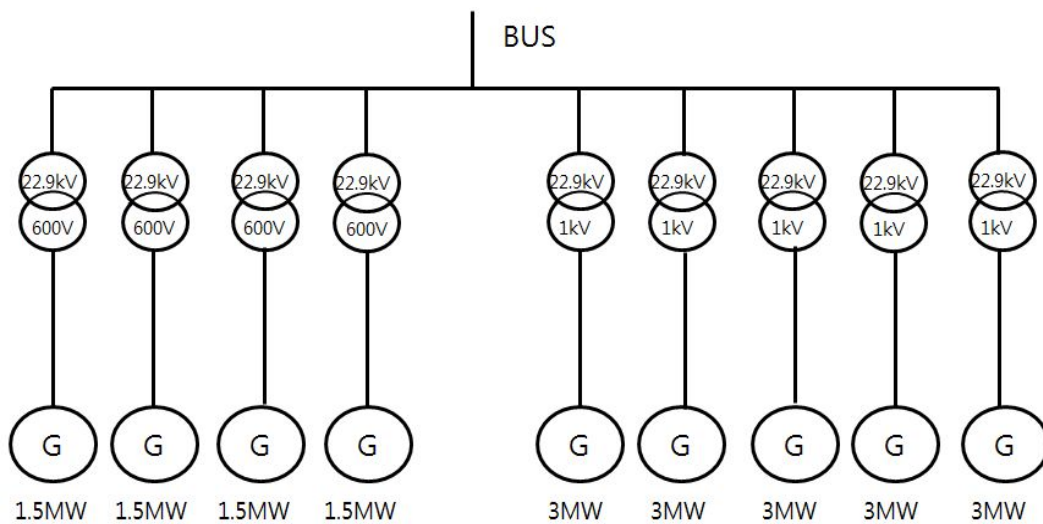 BUS
22.9kV 22.9kV 22.9kV 22.9kV 22.9kV 22.9kV 22.9kV 22.9kV 22.9kV
600V 600V 600V 600V 1kV 1kV 1kV 1kV 1kV
G G G G G G G G G
1.5MW 1.5MW 1.5MW 1.5MW 3MW 3MW 3MW 3MW 3MW